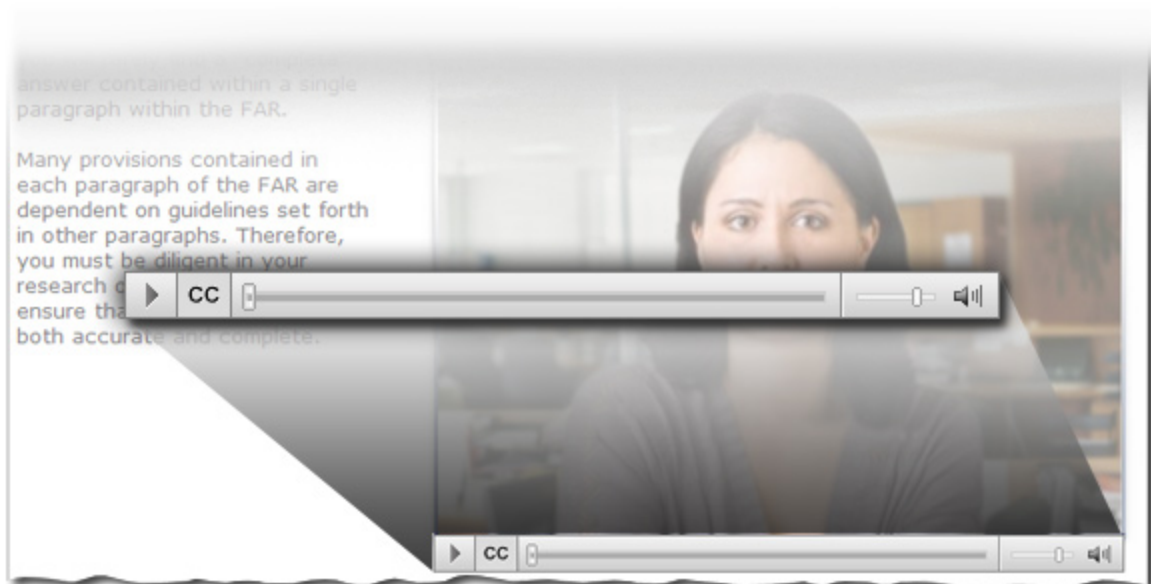 answer contained within a single
paragraph within the FAR.
Many provisions contained in
each paragraph of the FAR are
dependent on guidelines set forth
in other paragraphs. Therefore,
you must be diligent in your
research
ensure
both accurate and complete.
CC
CC